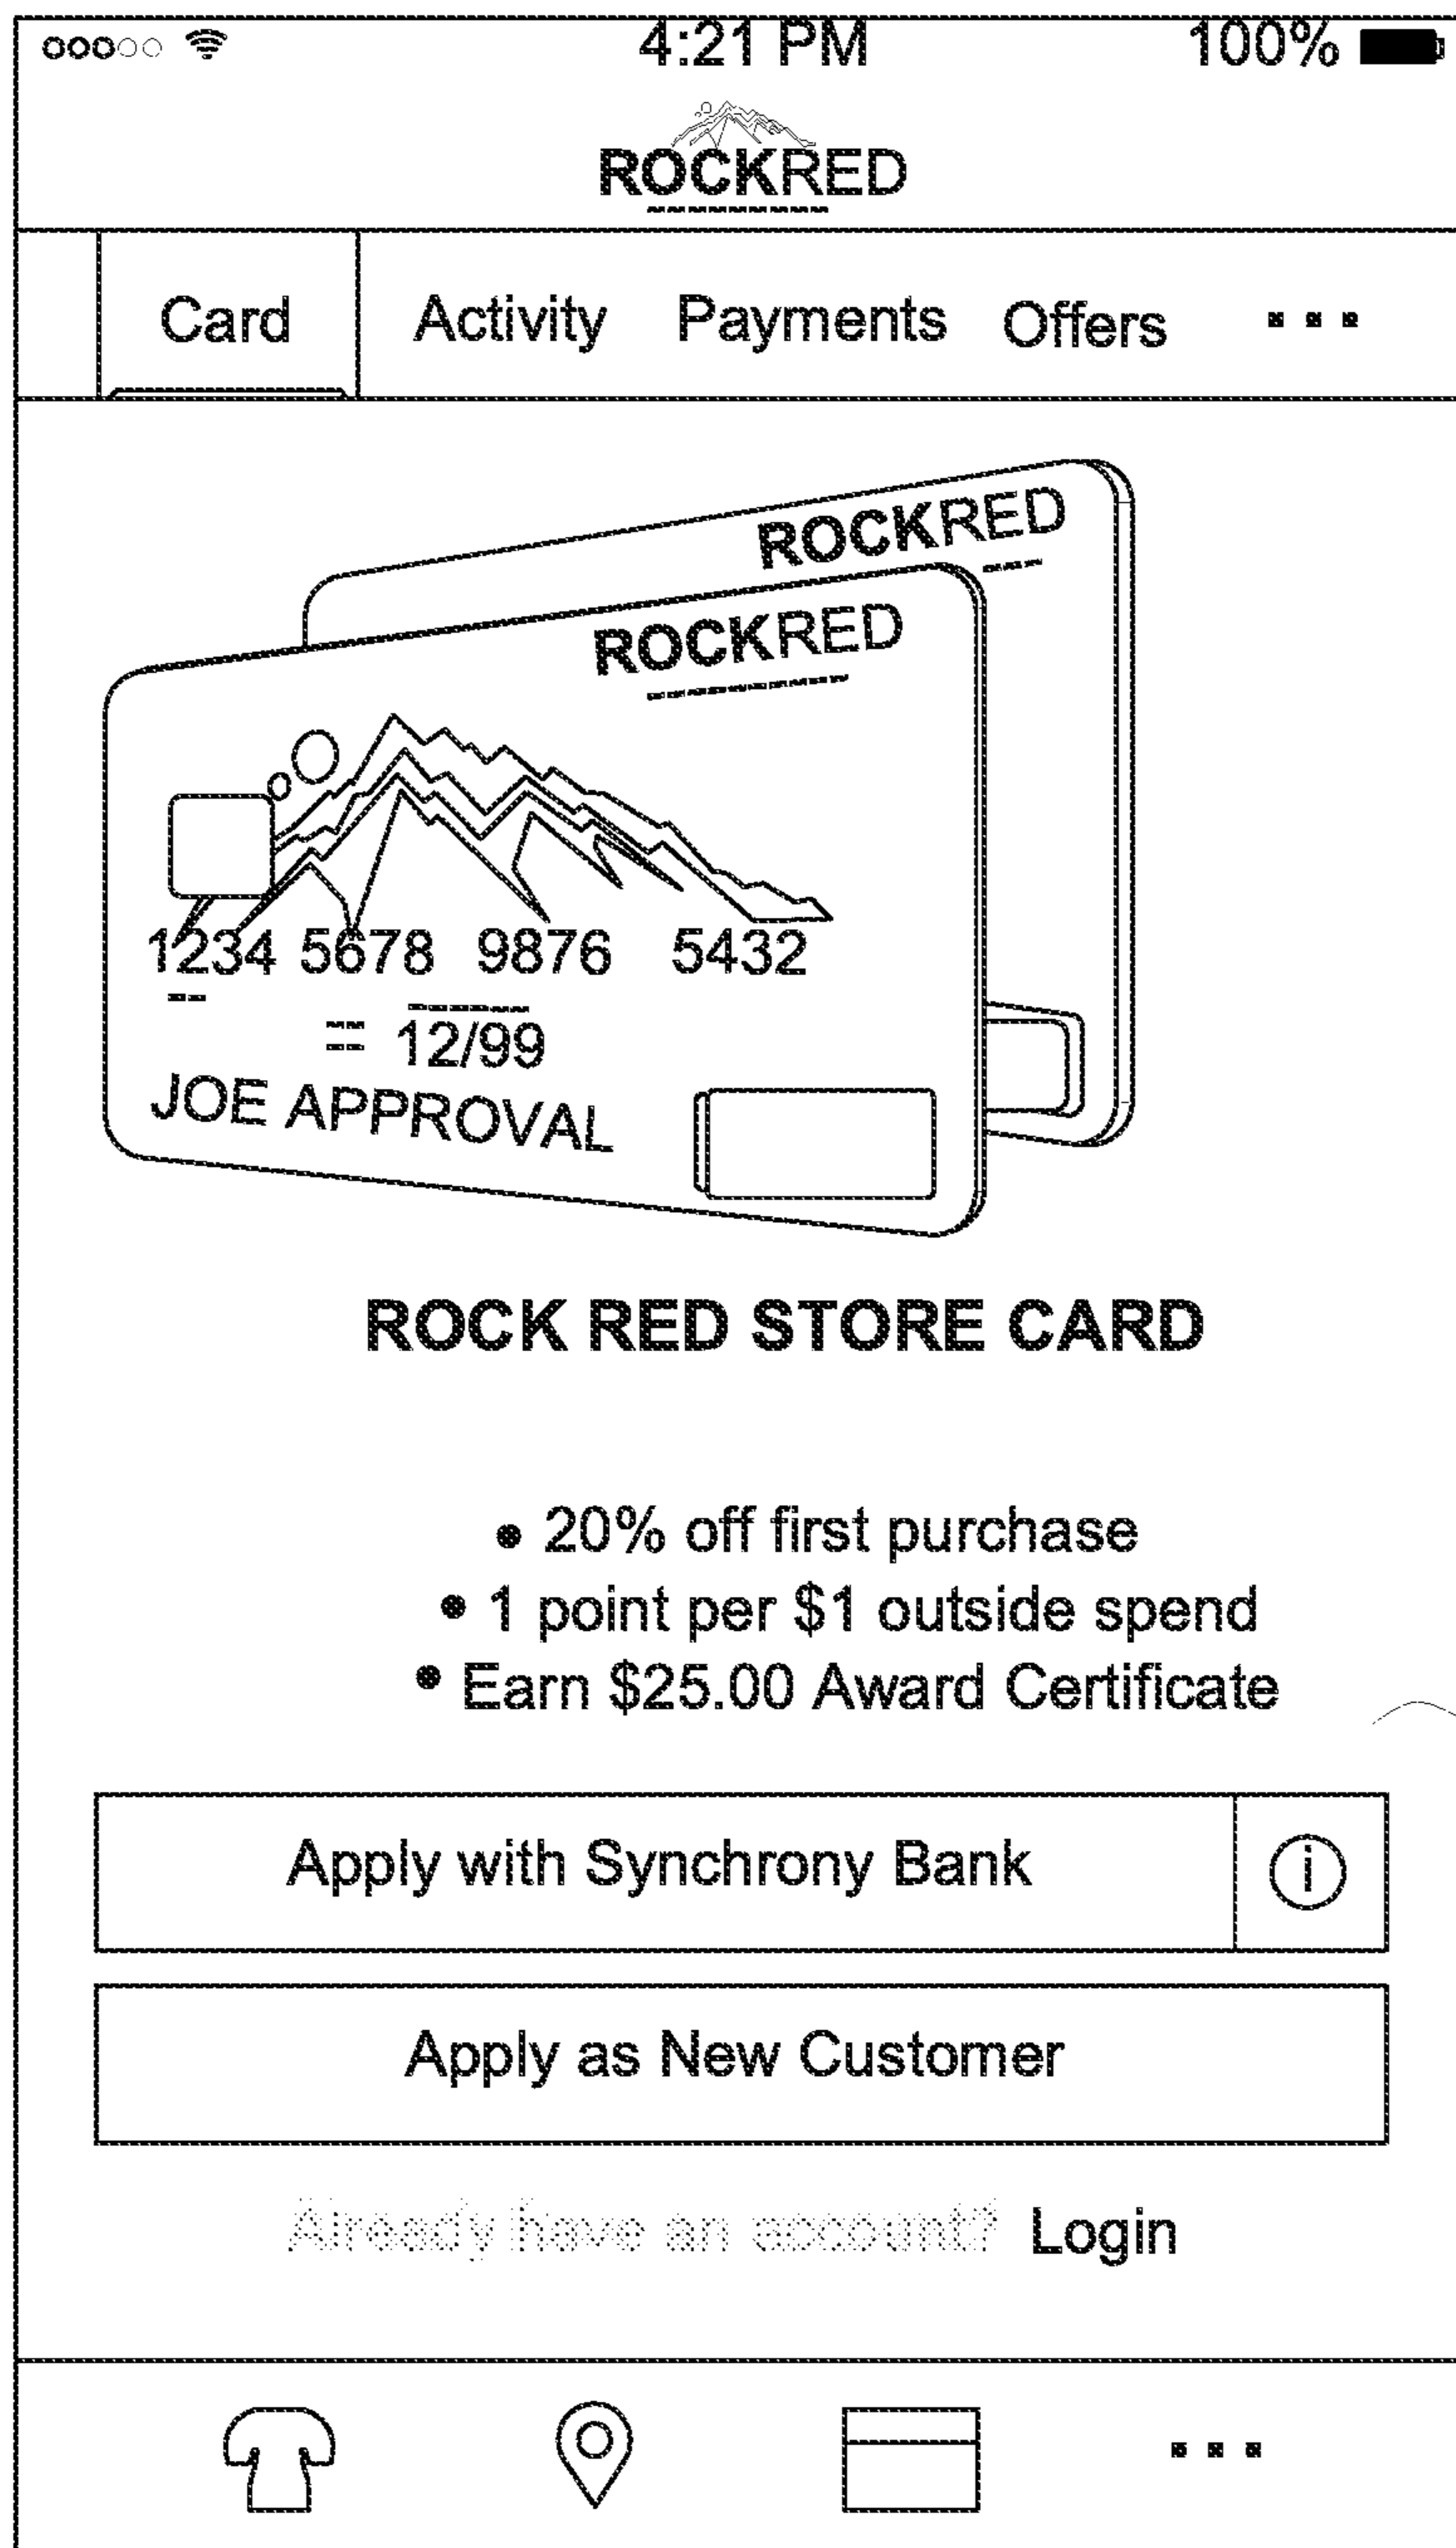 4:21 PM 100%
ROCKRED
Card Activity Payments Offers ...
ROCKRED
ROCKRED
1234 5678 9876 5432
12/99
JOE APPROVAL
ROCK RED STORE CARD
• 20% off first purchase
• 1 point per $1 outside spend
• Earn $25.00 Award Certificate
Apply with Synchrony Bank i
Apply as New Customer
Already have an account? Login
...